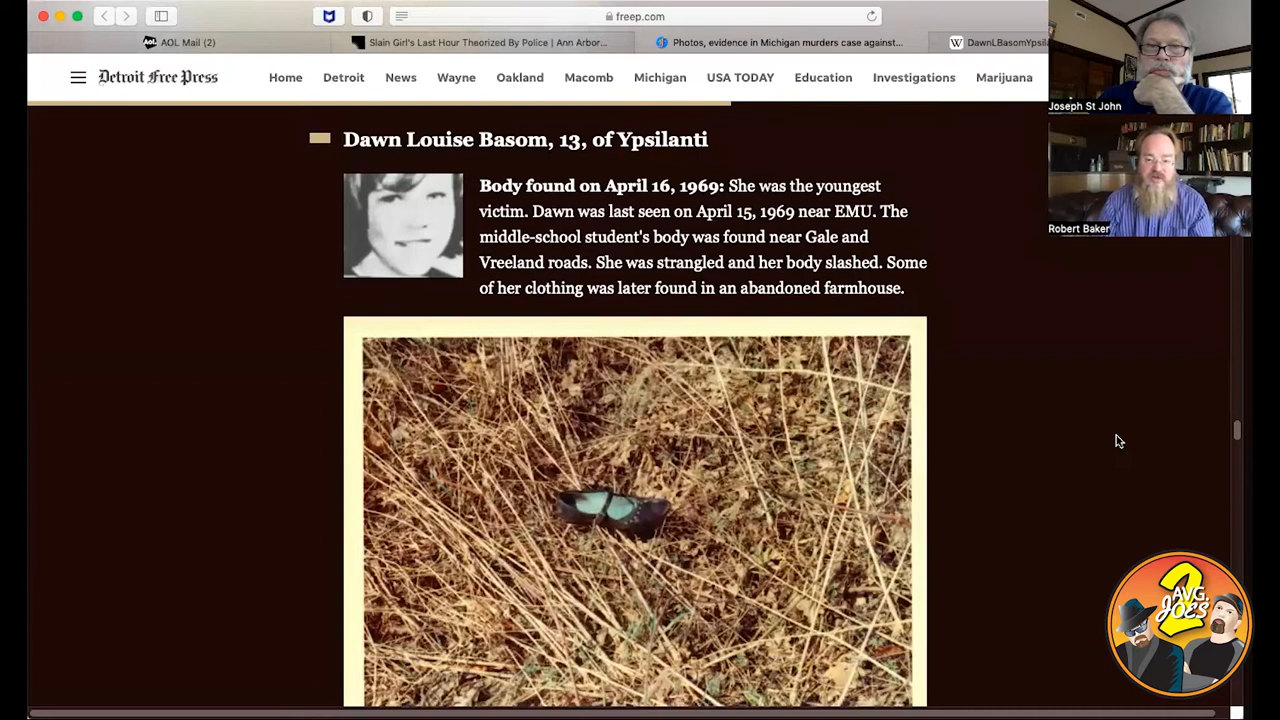 freep.com
AOL Mail (2)
Slain Girl's Last Hour Theorized By Police | Ann Arbor...
Photos, evidence in Michigan murders case against...
W DawnLBasomYpsila
Detroit Free Press
Home
Detroit
News
Wayne
Oakland
Macomb
Michigan
USA TODAY
Education
Investigations
Marijuana
Joseph St John
Robert Baker
Dawn Louise Basom, 13, of Ypsilanti
Body found on April 16, 1969: She was the youngest
victim. Dawn was last seen on April 15, 1969 near EMU. The
middle-school student's body was found near Gale and
Vreeland roads. She was strangled and her body slashed. Some
of her clothing was later found in an abandoned farmhouse.
2
AVG.
JOES